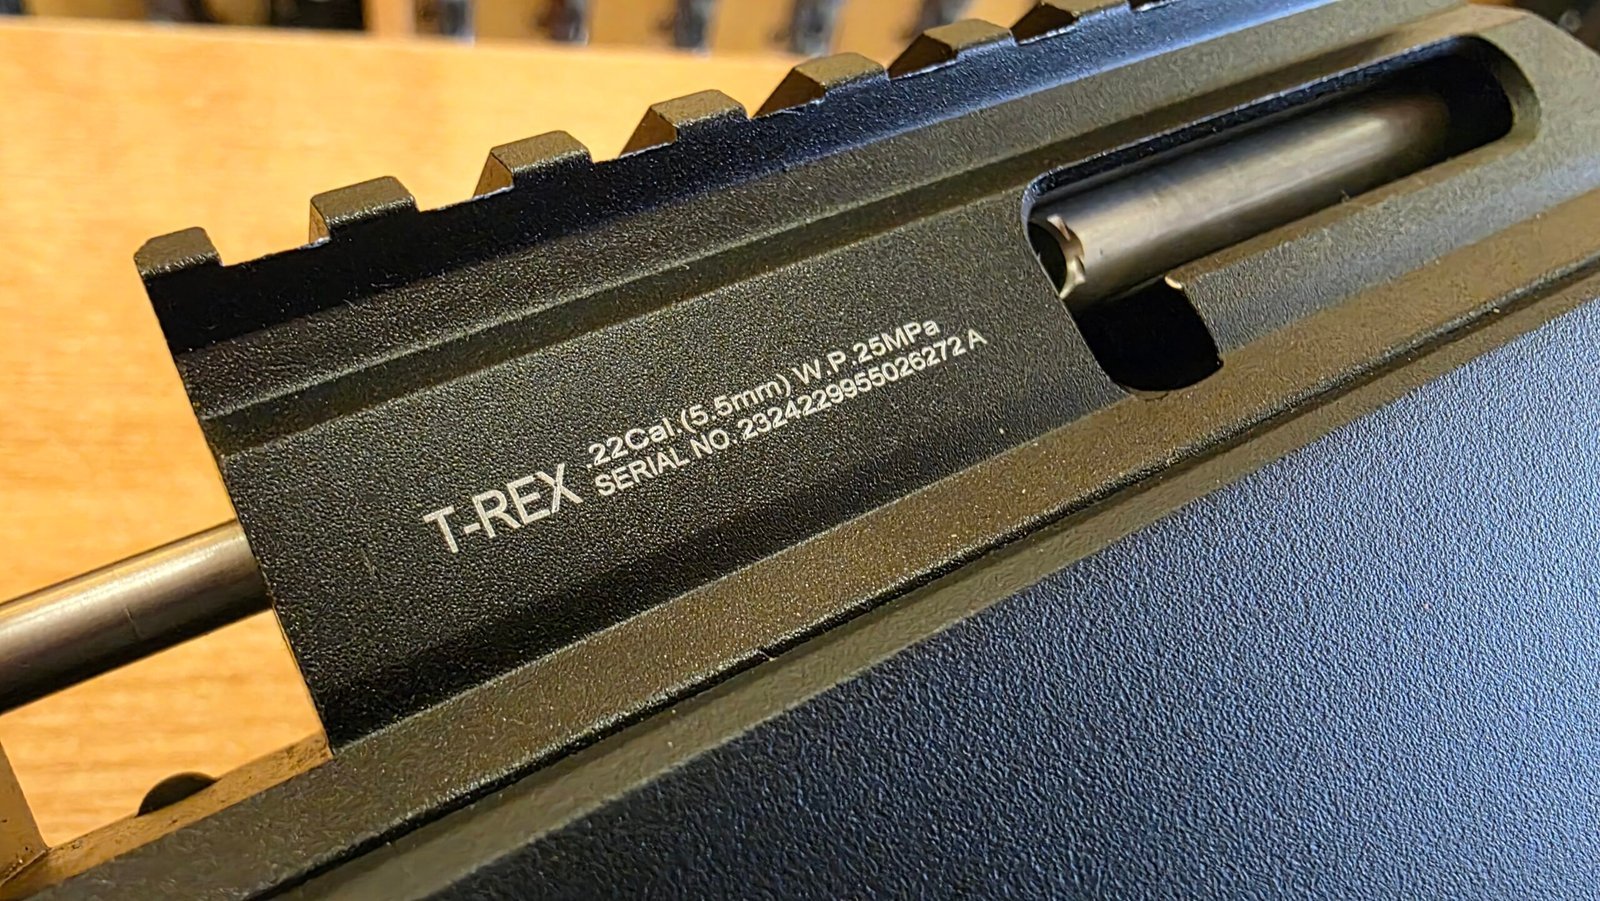 T-REX
.22Cal.(5.5mm) W.P.25MPa
SERIAL NO. 2324229955026272 A